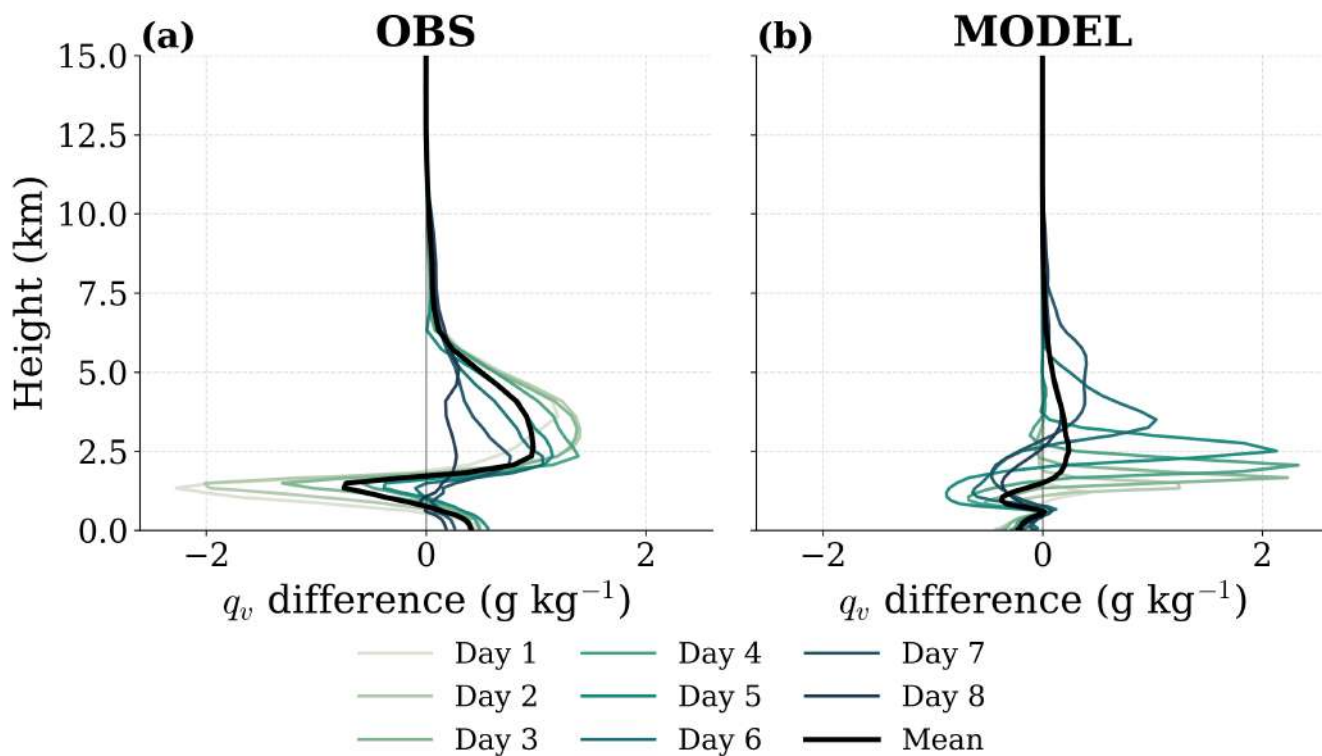 (a) OBS
(b) MODEL
15.0
12.5
10.0
7.5
5.0
2.5
0.0
Height (km)
−2 0 2
−2 0 2
q_v difference (g kg⁻¹)
q_v difference (g kg⁻¹)
Day 1 Day 4 Day 7
Day 2 Day 5 Day 8
Day 3 Day 6 Mean